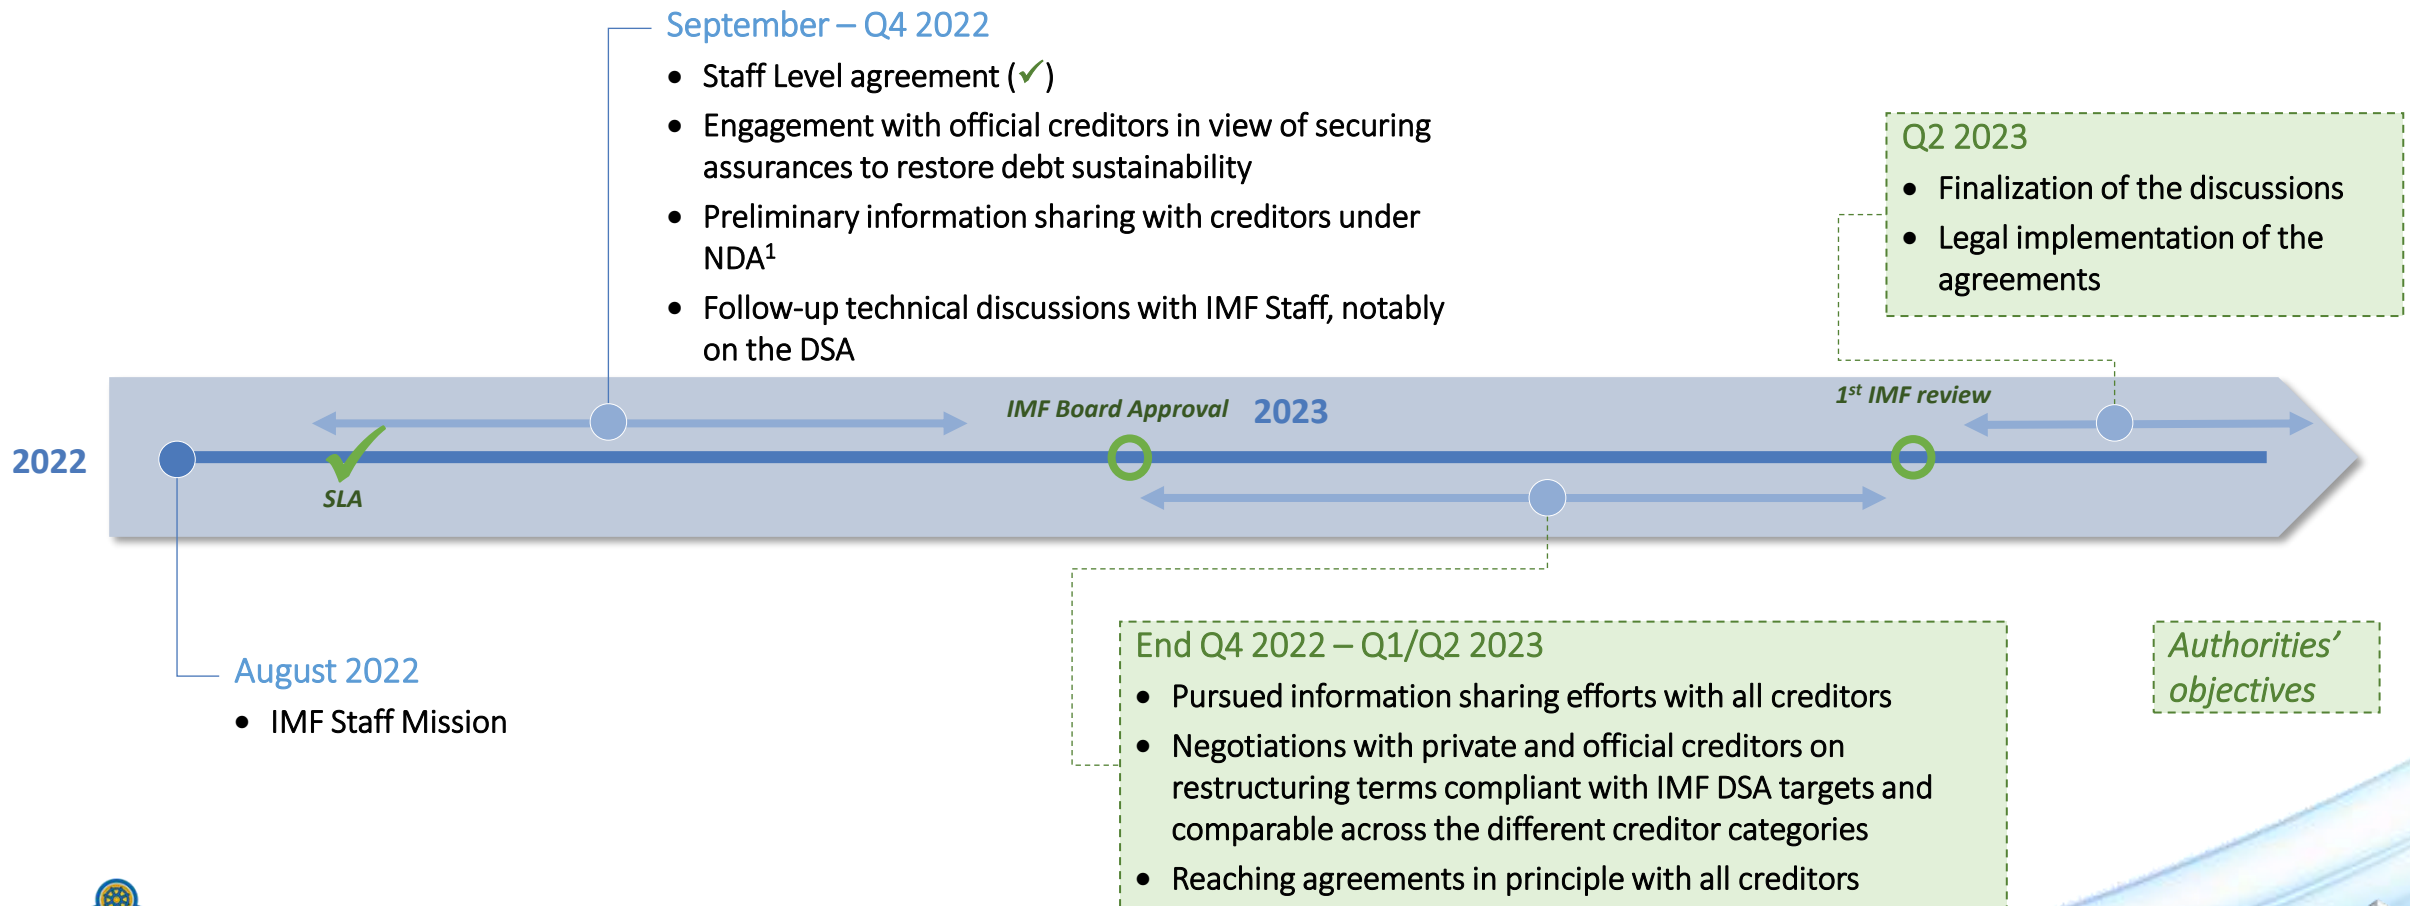 September – Q4 2022
• Staff Level agreement (✓)
• Engagement with official creditors in view of securing
assurances to restore debt sustainability
• Preliminary information sharing with creditors under
NDA¹
• Follow-up technical discussions with IMF Staff, notably
on the DSA
Q2 2023
• Finalization of the discussions
• Legal implementation of the
agreements
2022
SLA
IMF Board Approval
2023
1st IMF review
August 2022
• IMF Staff Mission
End Q4 2022 – Q1/Q2 2023
• Pursued information sharing efforts with all creditors
• Negotiations with private and official creditors on
restructuring terms compliant with IMF DSA targets and
comparable across the different creditor categories
• Reaching agreements in principle with all creditors
Authorities’
objectives